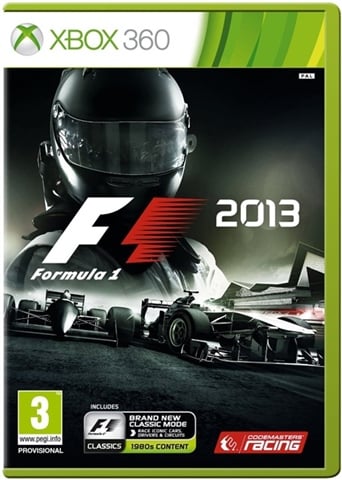 XBOX 360
PAL
F1 2013
Formula 1
3
www.pegi.info
PROVISIONAL
INCLUDES
F1
CLASSICS
BRAND NEW
CLASSIC MODE
RACE ICONIC CARS,
DRIVERS & CIRCUITS
1980s CONTENT
CODEMASTERS
RACING